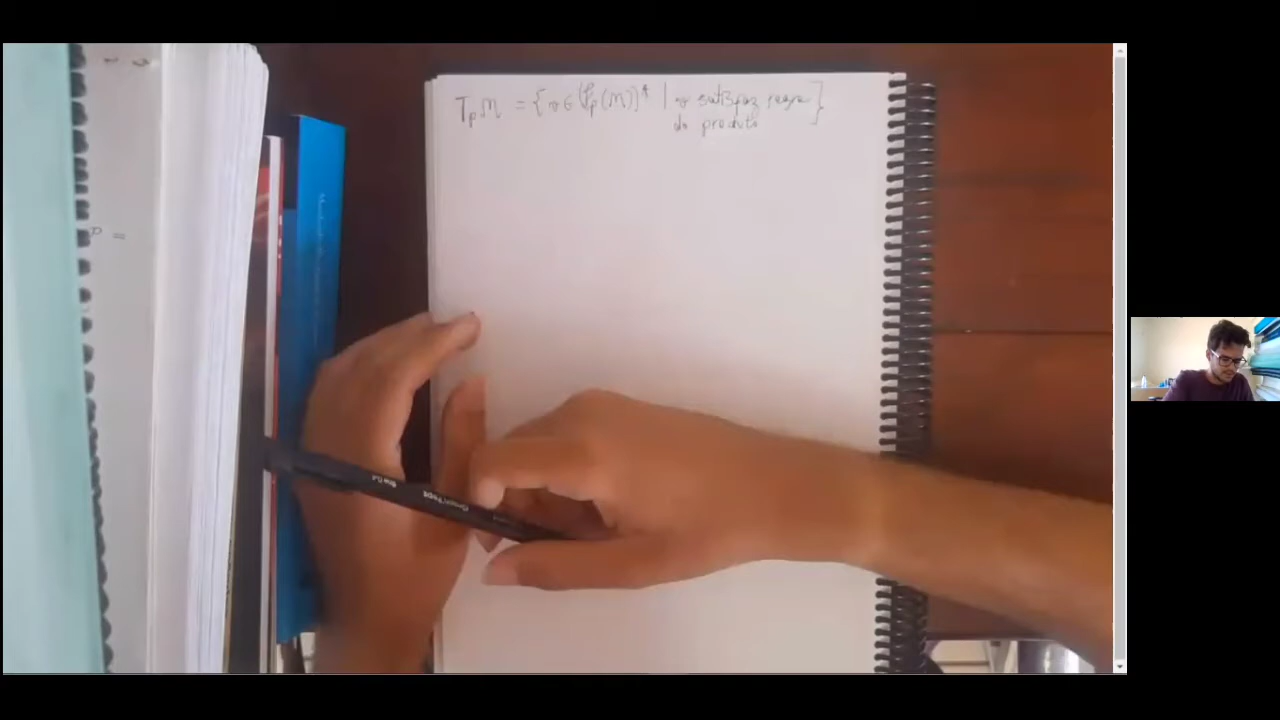 TₚM = {v ∈ (𝓕ₚ(M))* | v satisfaz regra }
do produto
P =